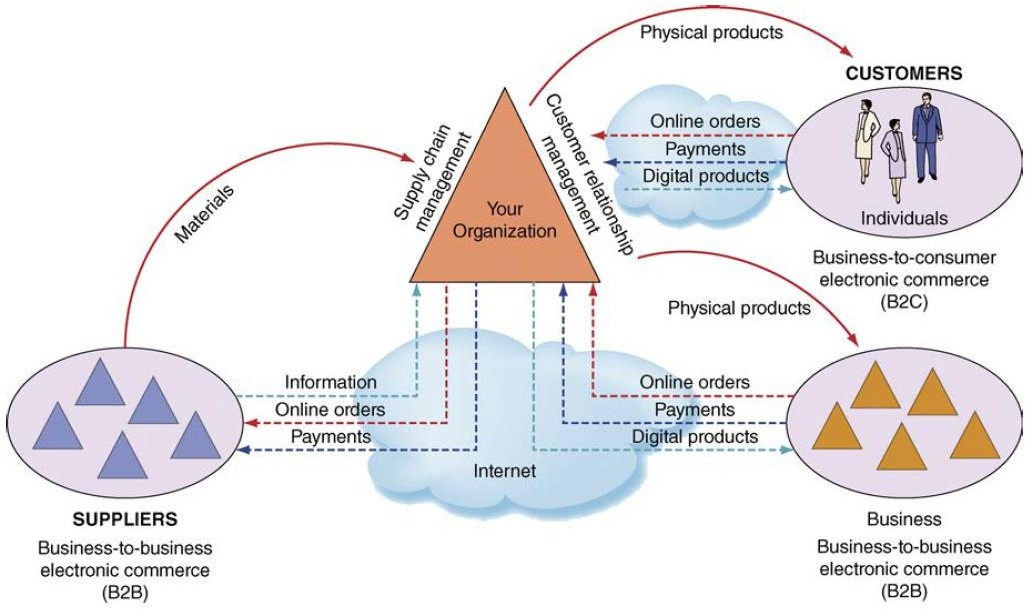 Physical products
CUSTOMERS
Online orders
Payments
Digital products
Individuals
Business-to-consumer
electronic commerce
(B2C)
Customer relationship
management
Supply chain
management
Your
Organization
Materials
Physical products
Information
Online orders
Payments
Internet
Online orders
Payments
Digital products
SUPPLIERS
Business-to-business
electronic commerce
(B2B)
Business
Business-to-business
electronic commerce
(B2B)